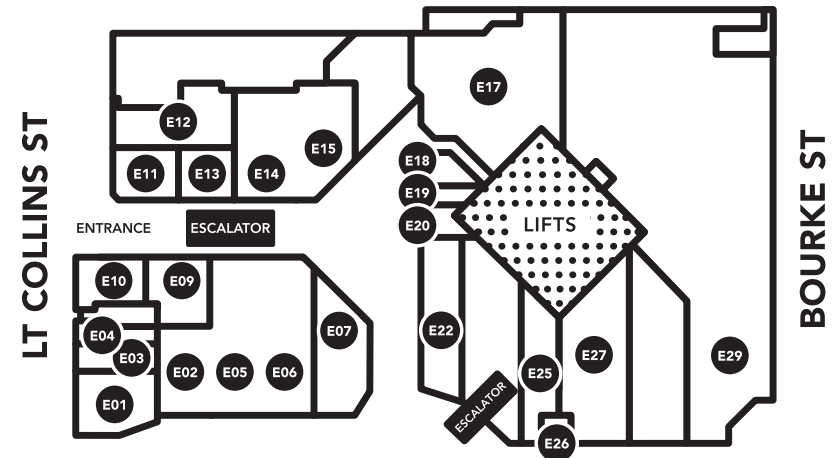 E17
E12
E15
E18
E11
E13
E14
E19
LT COLLINS ST
BOURKE ST
ENTRANCE
ESCALATOR
E20
LIFTS
E10
E09
E04
E03
E07
E22
E02
E05
E06
E27
E29
E25
E01
ESCALATOR
E26